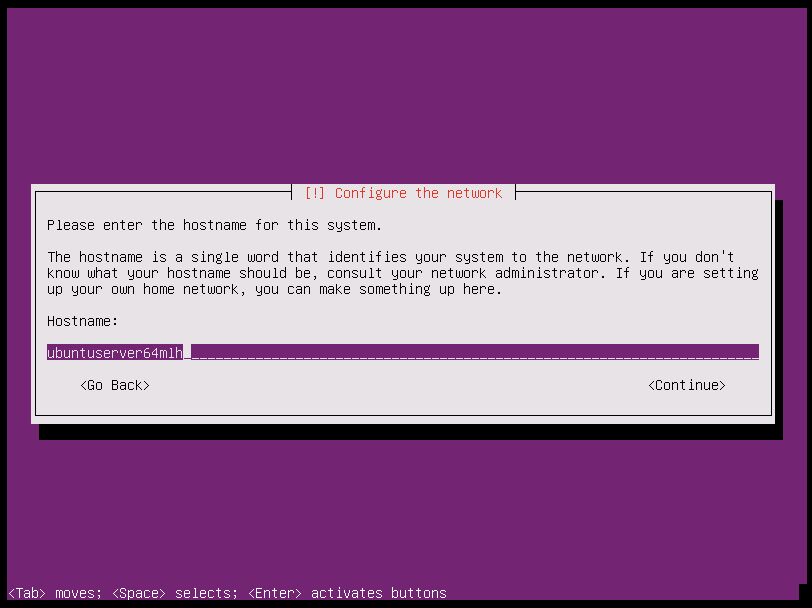 [!] Configure the network
Please enter the hostname for this system.
The hostname is a single word that identifies your system to the network. If you don't
know what your hostname should be, consult your network administrator. If you are setting
up your own home network, you can make something up here.
Hostname:
ubuntuserver64mlh
<Go Back> <Continue>
<Tab> moves; <Space> selects; <Enter> activates buttons